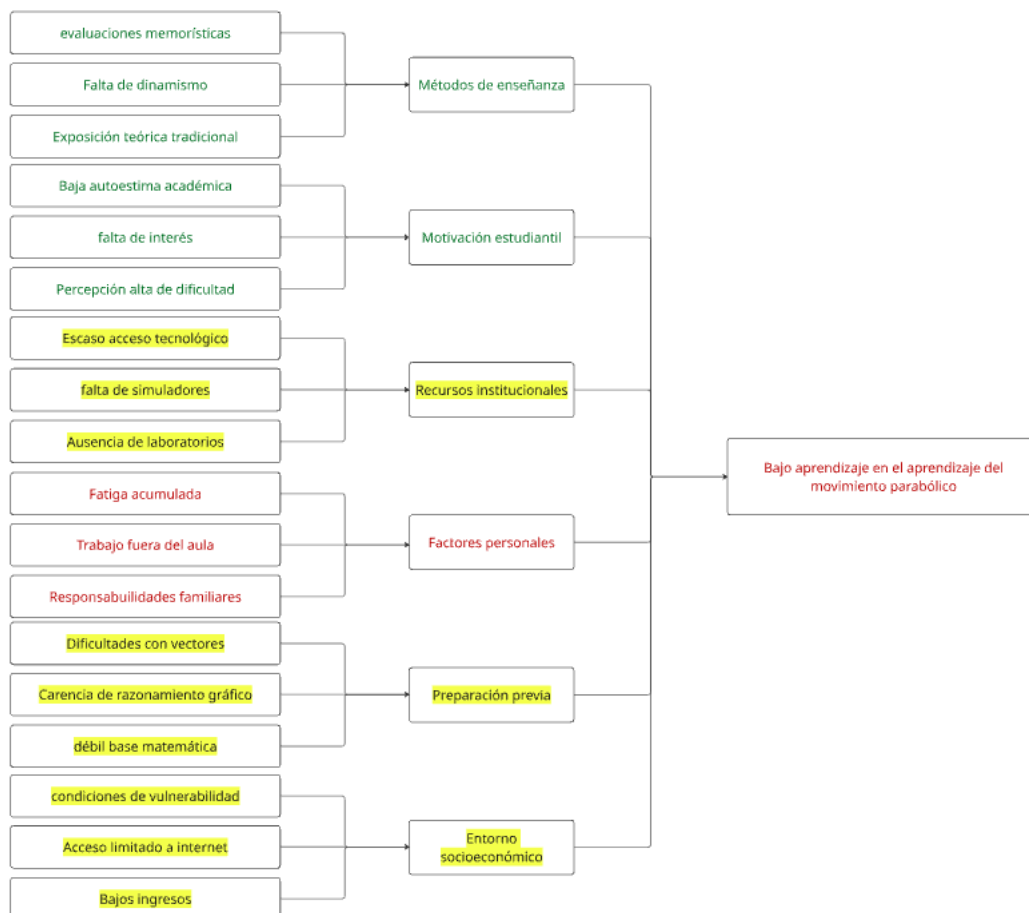 evaluaciones memorísticas
Falta de dinamismo
Exposición teórica tradicional
Métodos de enseñanza
Baja autoestima académica
falta de interés
Percepción alta de dificultad
Motivación estudiantil
Escaso acceso tecnológico
falta de simuladores
Ausencia de laboratorios
Recursos institucionales
Fatiga acumulada
Trabajo fuera del aula
Responsabuilidades familiares
Factores personales
Dificultades con vectores
Carencia de razonamiento gráfico
débil base matemática
Preparación previa
condiciones de vulnerabilidad
Acceso limitado a internet
Bajos ingresos
Entorno
socioeconómico
Bajo aprendizaje en el aprendizaje del
movimiento parabólico